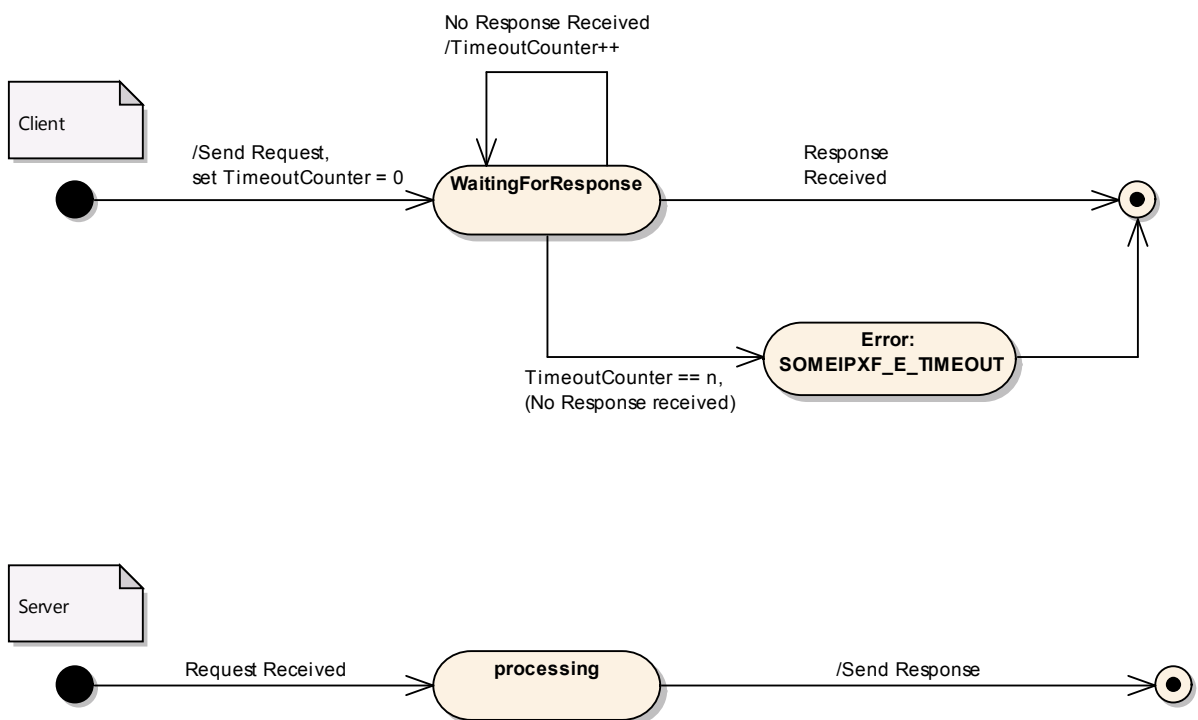 No Response Received
/TimeoutCounter++
Client
/Send Request,
set TimeoutCounter = 0
WaitingForResponse
Response
Received
Error:
SOMEIPXF_E_TIMEOUT
TimeoutCounter == n,
(No Response received)
Server
Request Received
processing
/Send Response